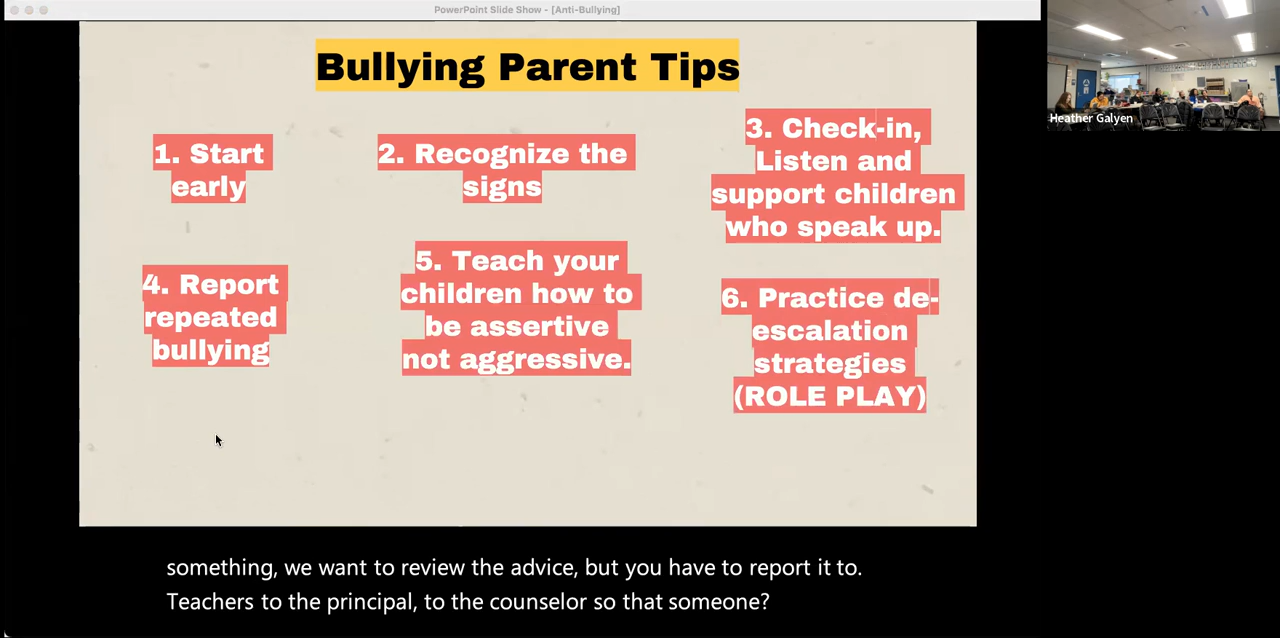 PowerPoint Slide Show - [Anti-Bullying]
Bullying Parent Tips
1. Start
early
2. Recognize the
signs
3. Check-in,
Listen and
support children
who speak up.
4. Report
repeated
bullying
5. Teach your
children how to
be assertive
not aggressive.
6. Practice de-
escalation
strategies
(ROLE PLAY)
Heather Galyen
something, we want to review the advice, but you have to report it to.
Teachers to the principal, to the counselor so that someone?